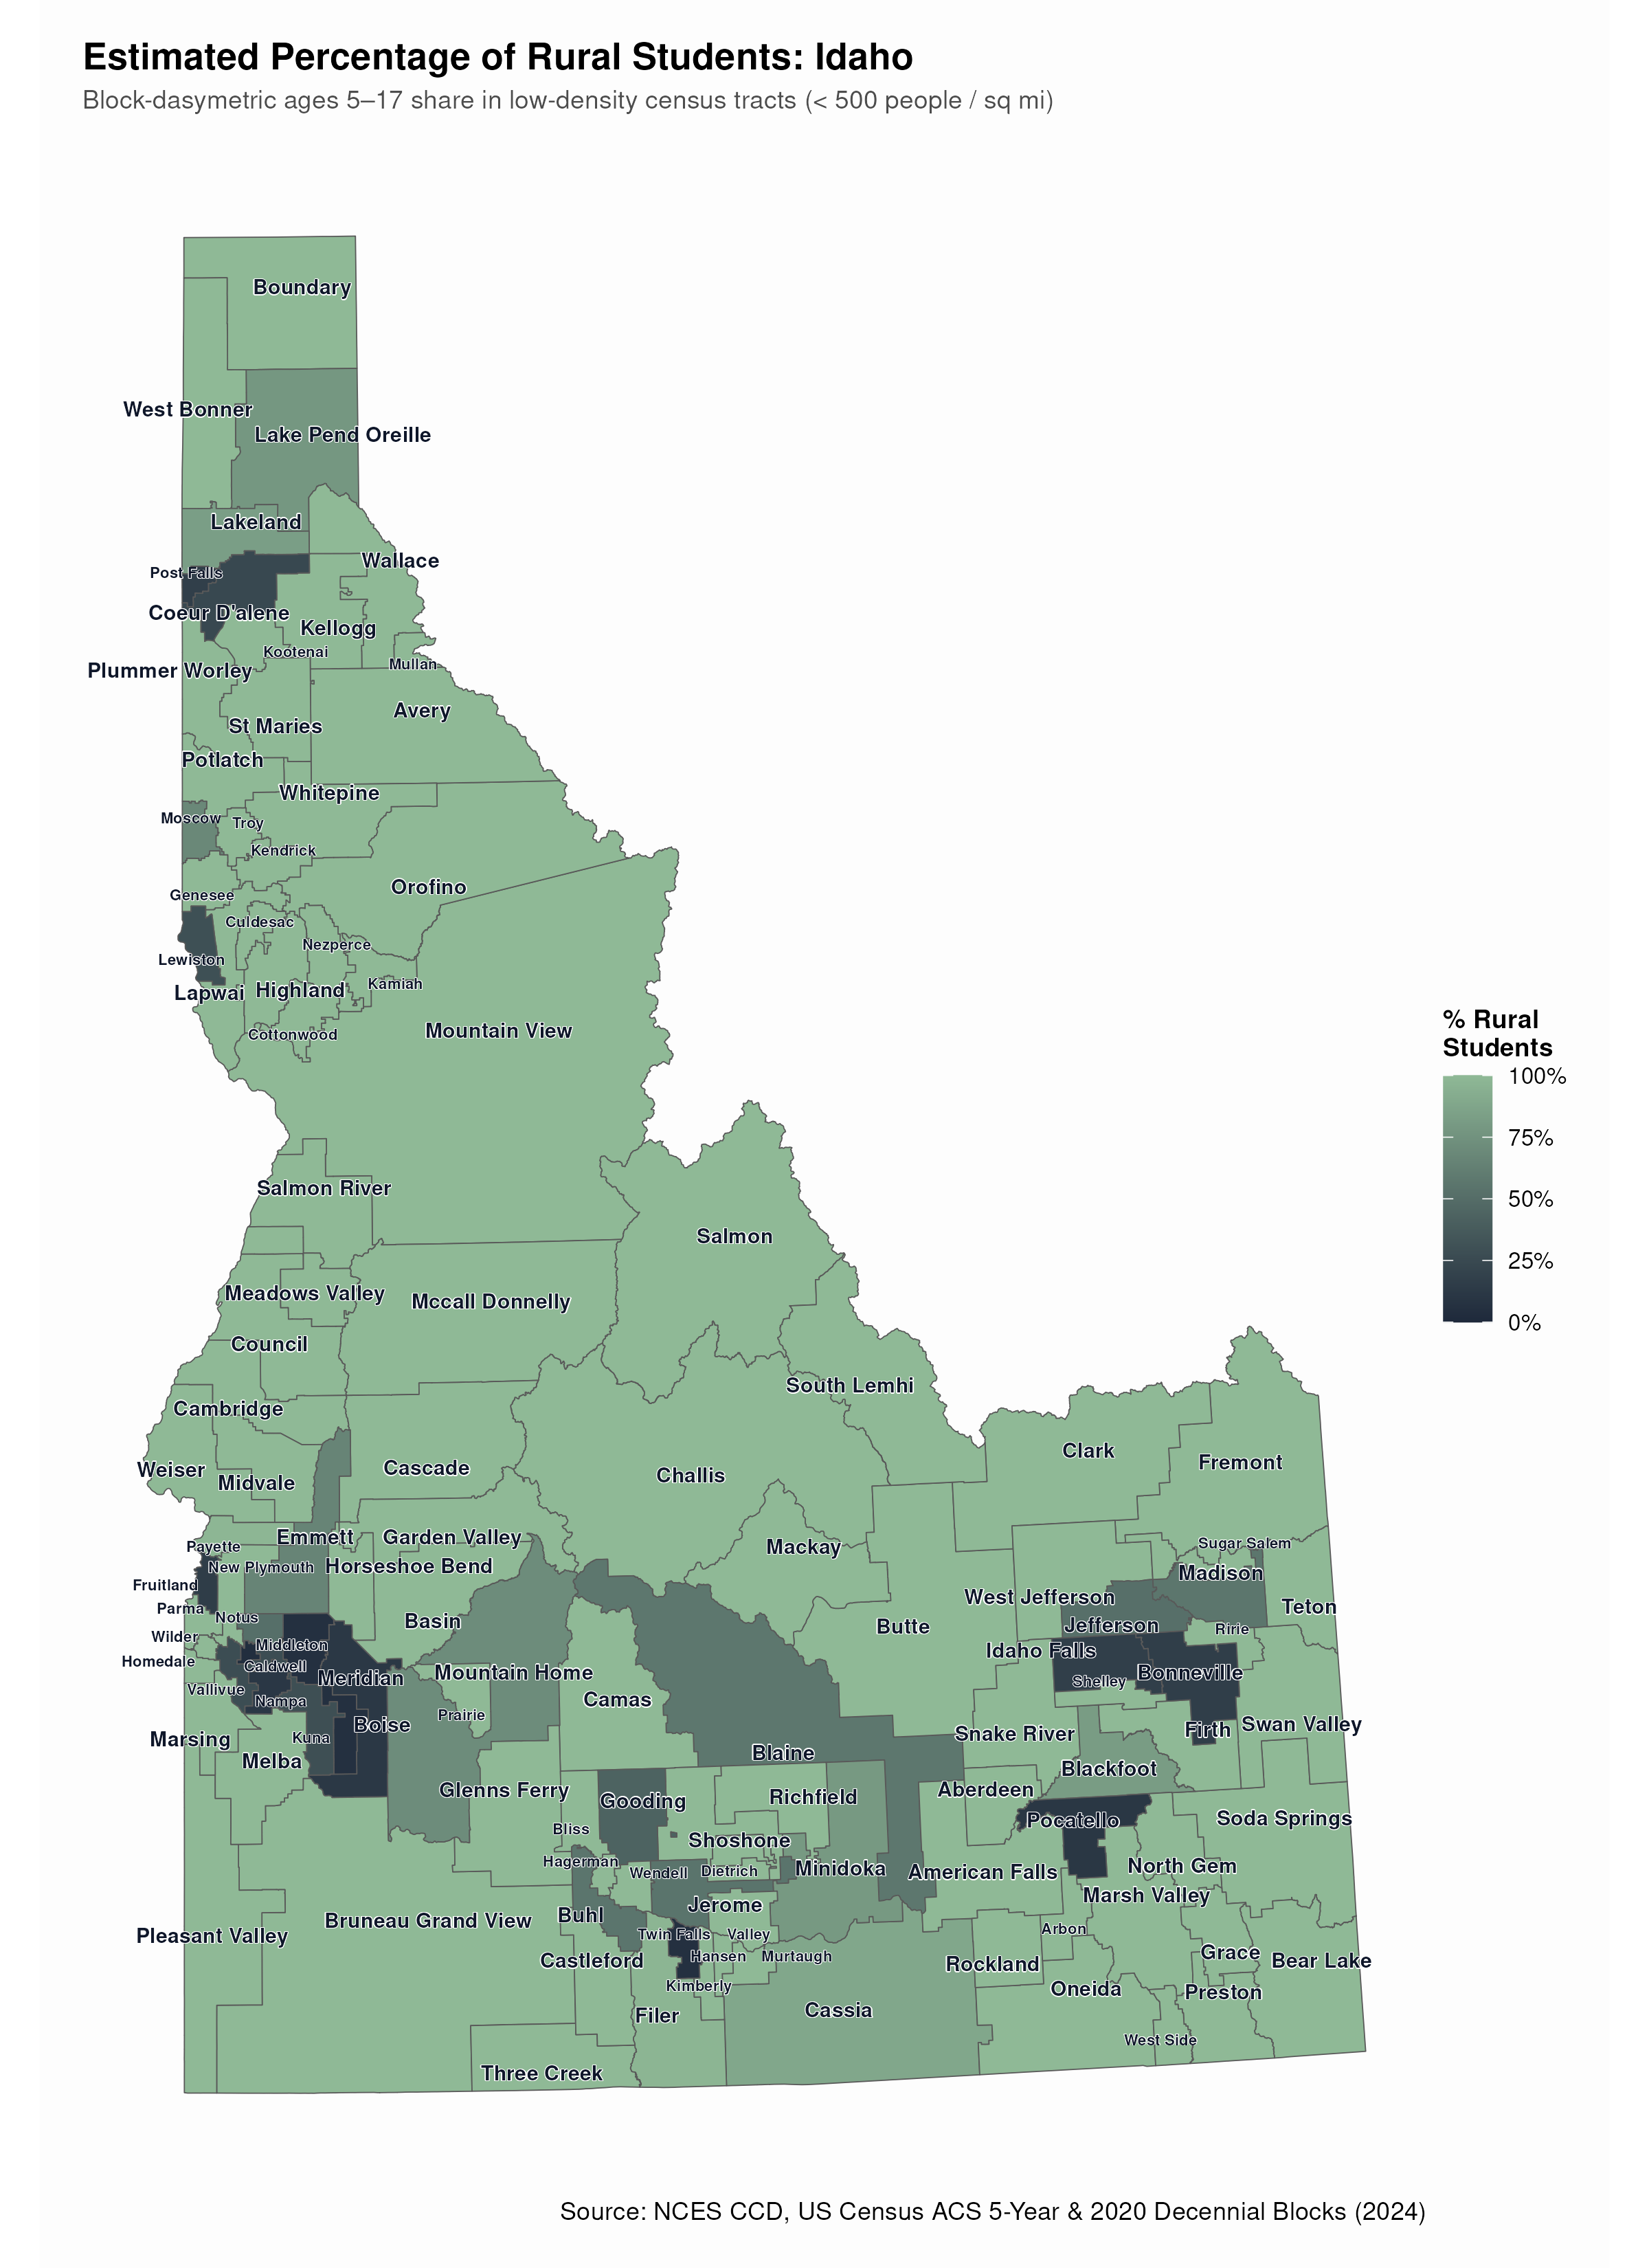 Estimated Percentage of Rural Students: Idaho
Block-dasymetric ages 5–17 share in low-density census tracts (< 500 people / sq mi)
Boundary
West Bonner
Lake Pend Oreille
Lakeland
Wallace
Post Falls
Coeur D'alene
Kellogg
Kootenai
Mullan
Plummer Worley
Avery
St Maries
Potlatch
Whitepine
Moscow
Troy
Kendrick
Orofino
Genesee
Culdesac
Nezperce
Lewiston
Kamiah
Lapwai
Highland
Mountain View
Cottonwood
% Rural
Students
100%
75%
50%
25%
0%
Salmon River
Salmon
Meadows Valley
Mccall Donnelly
Council
South Lemhi
Cambridge
Clark
Fremont
Weiser
Cascade
Challis
Midvale
Emmett
Garden Valley
Payette
Mackay
Sugar Salem
New Plymouth
Horseshoe Bend
Madison
Fruitland
West Jefferson
Parma
Notus
Basin
Butte
Jefferson
Teton
Ririe
Wilder
Middleton
Idaho Falls
Homedale
Caldwell
Meridian
Mountain Home
Bonneville
Shelley
Vallivue
Nampa
Camas
Prairie
Boise
Marsing
Kuna
Snake River
Firth
Swan Valley
Melba
Blaine
Blackfoot
Glenns Ferry
Gooding
Richfield
Aberdeen
Pocatello
Soda Springs
Bliss
Shoshone
Hagerman
Wendell
Dietrich
Minidoka
American Falls
North Gem
Marsh Valley
Jerome
Buhl
Bruneau Grand View
Pleasant Valley
Twin Falls
Valley
Arbon
Castleford
Hansen
Murtaugh
Rockland
Grace
Bear Lake
Kimberly
Oneida
Preston
Filer
Cassia
West Side
Three Creek
Source: NCES CCD, US Census ACS 5-Year & 2020 Decennial Blocks (2024)